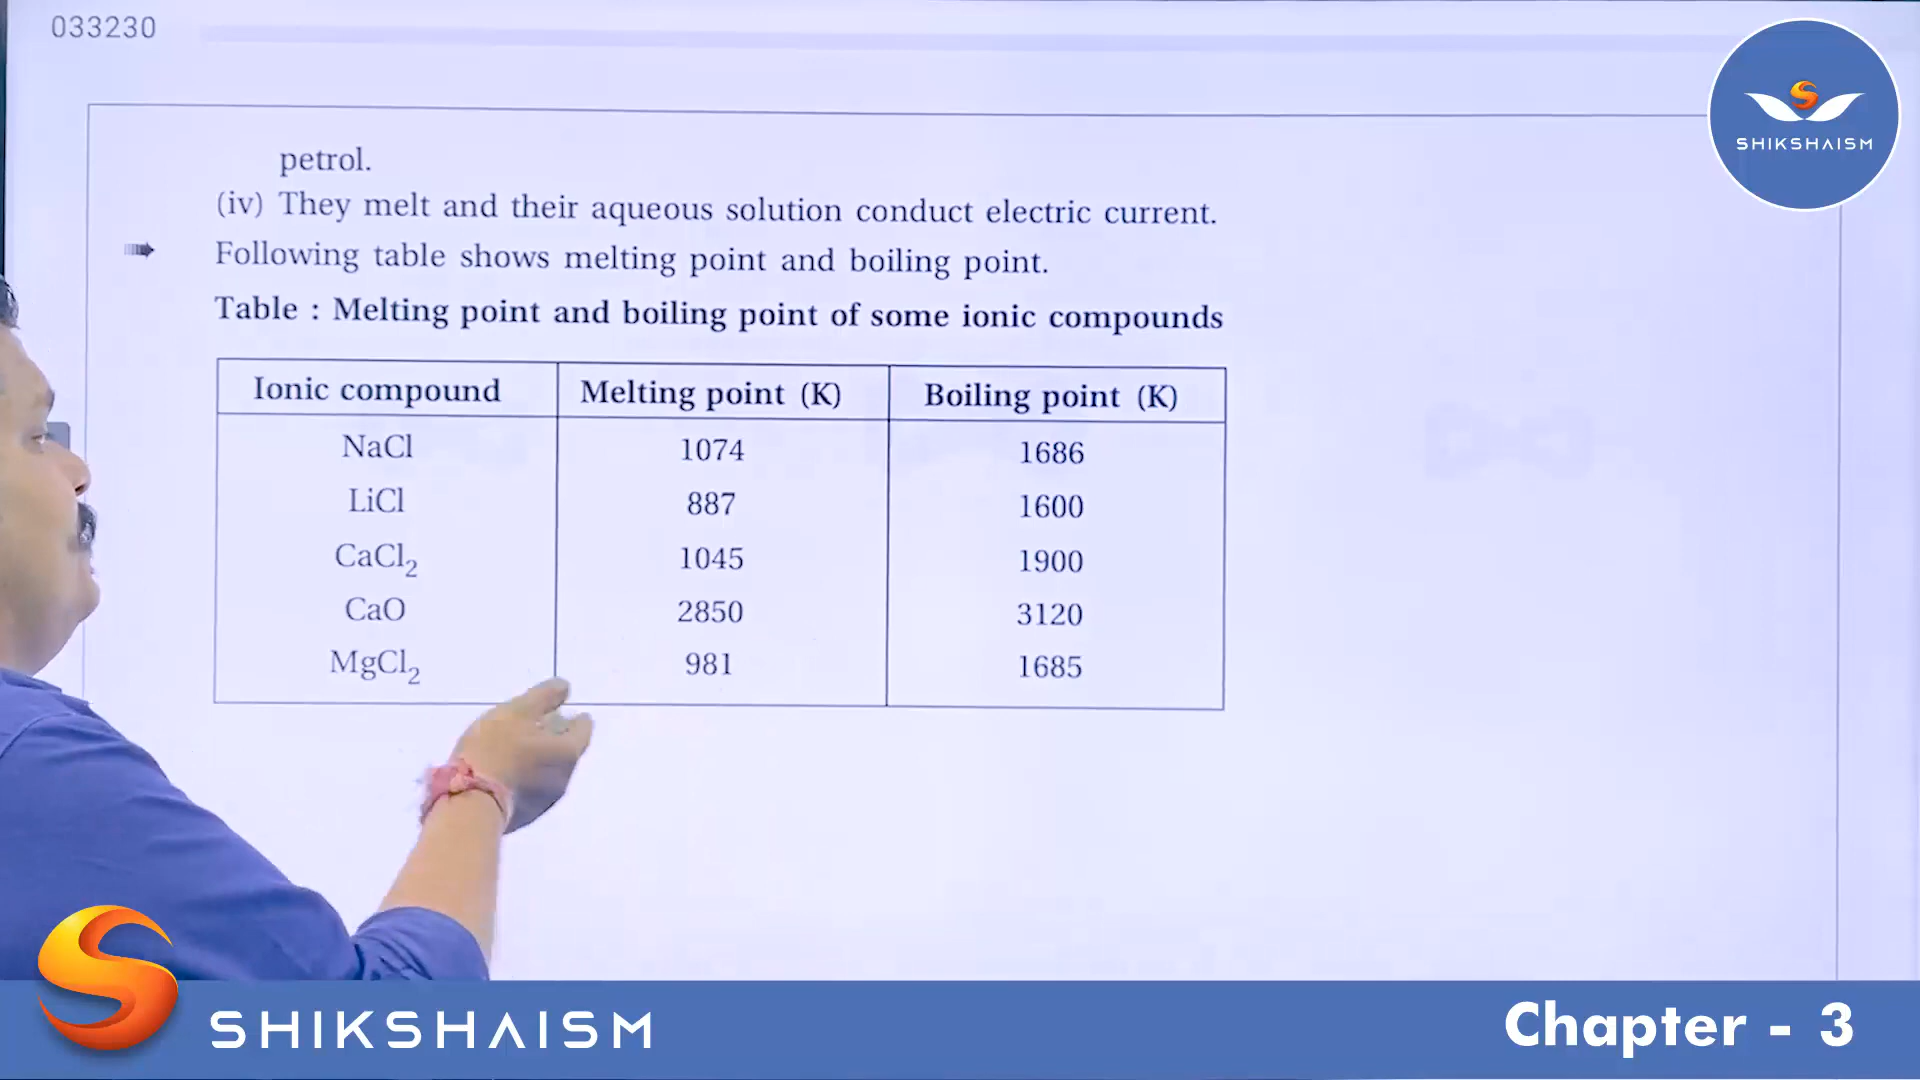 033230
SHIKSHAISM
petrol.
(iv) They melt and their aqueous solution conduct electric current.
Following table shows melting point and boiling point.
Table : Melting point and boiling point of some ionic compounds
Ionic compound Melting point (K) Boiling point (K)
NaCl 1074 1686
LiCl 887 1600
CaCl₂ 1045 1900
CaO 2850 3120
MgCl₂ 981 1685
SHIKSHAISM
Chapter - 3